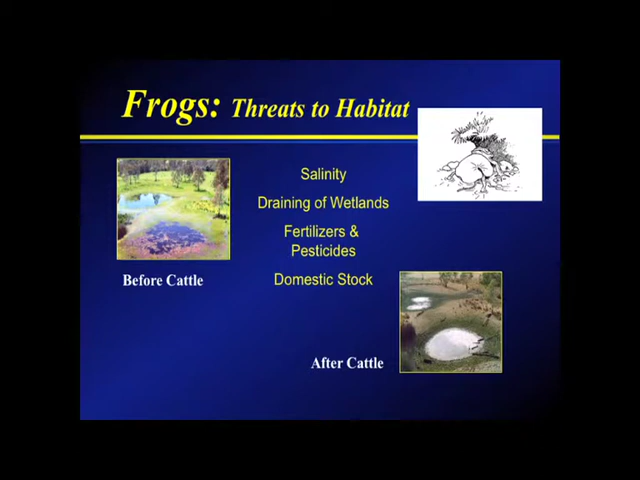 Frogs: Threats to Habitat
Salinity
Draining of Wetlands
Fertilizers &
Pesticides
Domestic Stock
Before Cattle
After Cattle